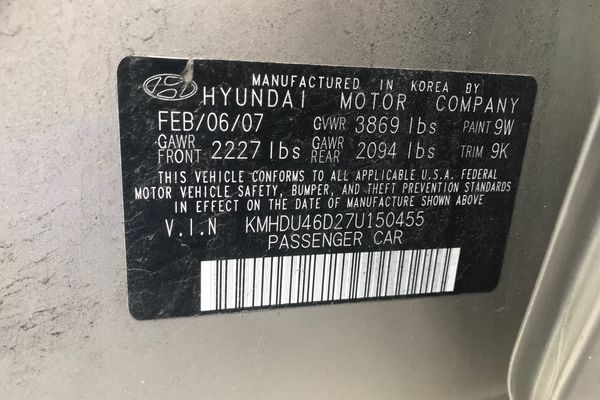 MANUFACTURED IN KOREA BY
HYUNDAI MOTOR COMPANY
FEB/06/07 GVWR 3869 lbs PAINT 9W
GAWR FRONT 2227 lbs GAWR REAR 2094 lbs TRIM 9K
THIS VEHICLE CONFORMS TO ALL APPLICABLE U.S.A. FEDERAL
MOTOR VEHICLE SAFETY, BUMPER, AND THEFT PREVENTION STANDARDS
IN EFFECT ON THE DATE OF MANUFACTURE SHOWN ABOVE
V.I.N KMHDU46D27U150455
PASSENGER CAR